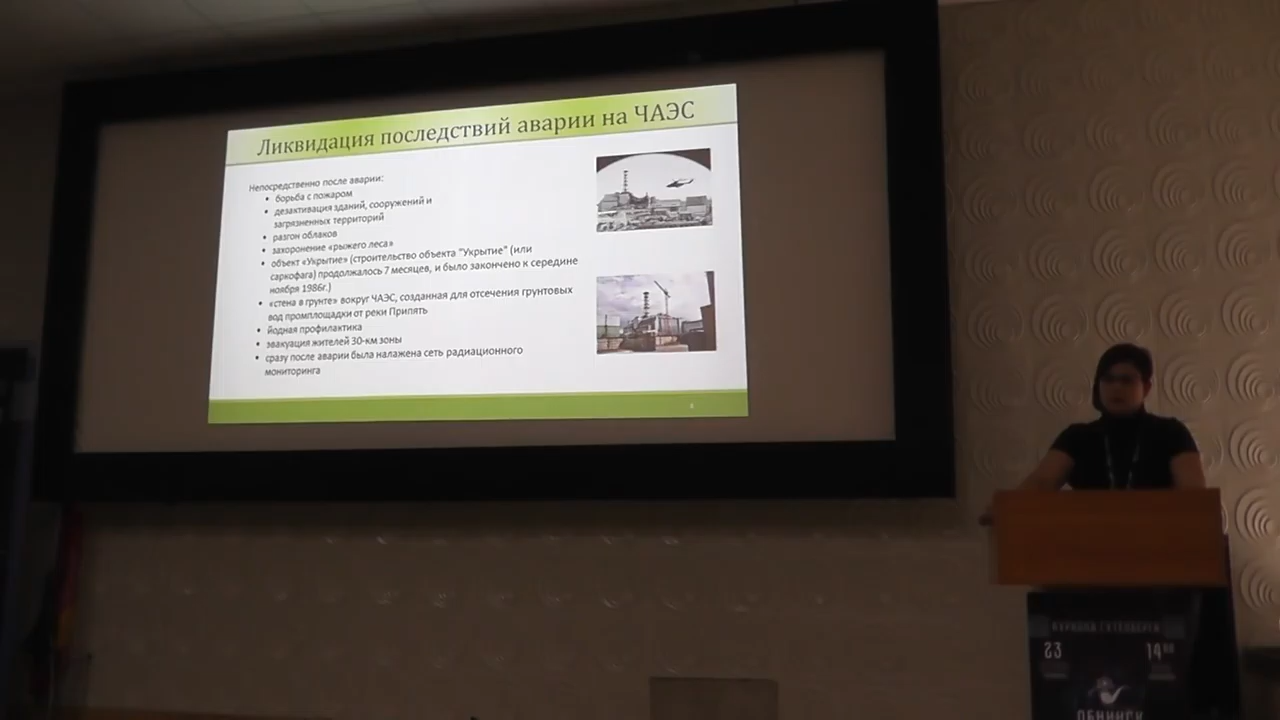 Ликвидация последствий аварии на ЧАЭС
Непосредственно после аварии:
• борьба с пожаром
• дезактивация зданий, сооружений и
загрязненных территорий
• разгон облаков
• захоронение «рыжего леса»
• объект «Укрытие» (строительство объекта "Укрытие" (или
саркофага) продолжалось 7 месяцев, и было закончено к середине
ноября 1986г.)
• «стена в грунте» вокруг ЧАЭС, созданная для отсечения грунтовых
вод промплощадки от реки Припять
• йодная профилактика
• эвакуация жителей 30-км зоны
• сразу после аварии была налажена сеть радиационного
мониторинга
23
14
ОБНИНСК